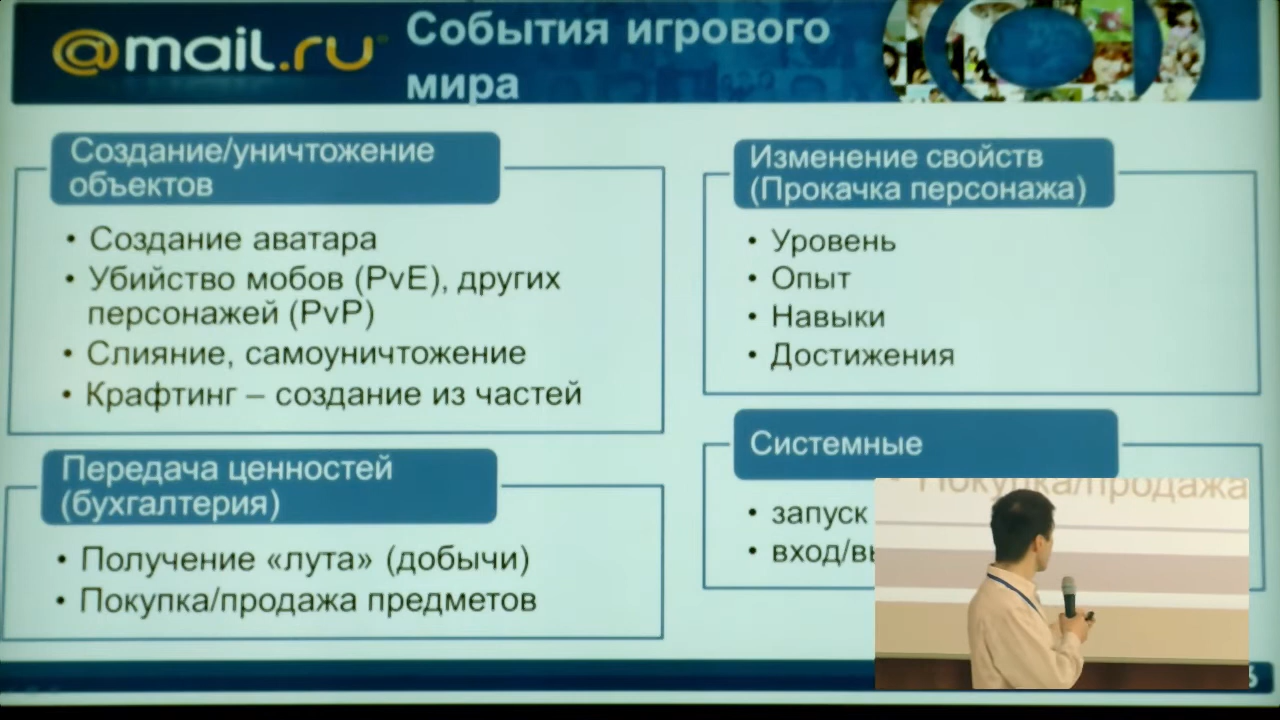 @mail.ru
События игрового
мира
Создание/уничтожение
объектов
• Создание аватара
• Убийство мобов (PvE), других
персонажей (PvP)
• Слияние, самоуничтожение
• Крафтинг – создание из частей
Передача ценностей
(бухгалтерия)
• Получение «лута» (добычи)
• Покупка/продажа предметов
Изменение свойств
(Прокачка персонажа)
• Уровень
• Опыт
• Навыки
• Достижения
Системные
• запуск
Покупка/продажа